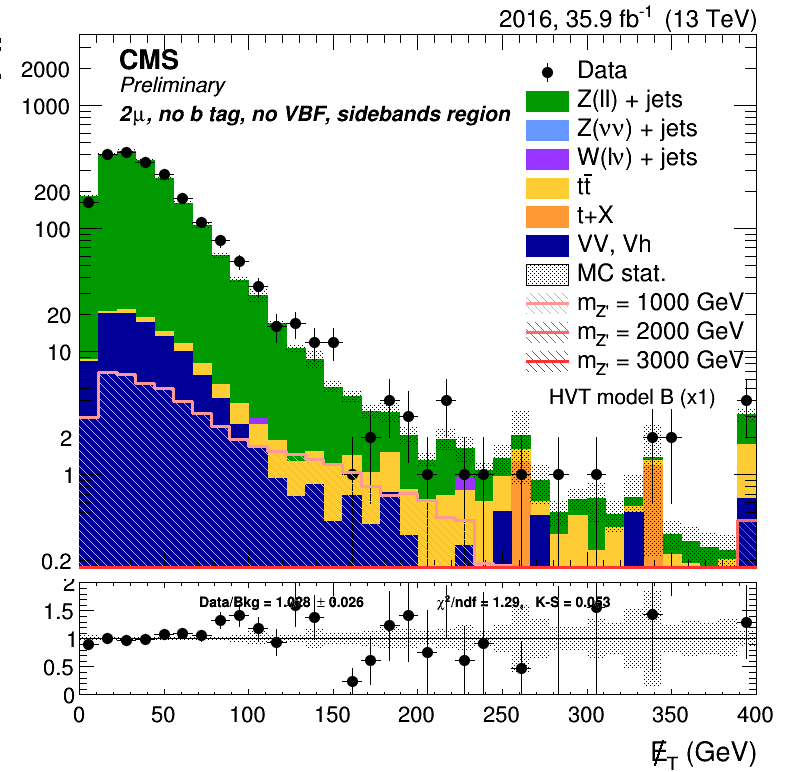 2016, 35.9 fb⁻¹ (13 TeV)
CMS
Preliminary
2μ, no b tag, no VBF, sidebands region
Data
Z(ll) + jets
Z(νν) + jets
W(lν) + jets
tt̄
t+X
VV, Vh
MC stat.
m_Z' = 1000 GeV
m_Z' = 2000 GeV
m_Z' = 3000 GeV
HVT model B (x1)
2000
1000
200
100
20
10
2
1
0.2
Data/Bkg = 1.028 ± 0.026
χ²/ndf = 1.29, K-S = 0.053
2
1.5
1
0.5
0
0 50 100 150 200 250 300 350 400
E̸_T (GeV)